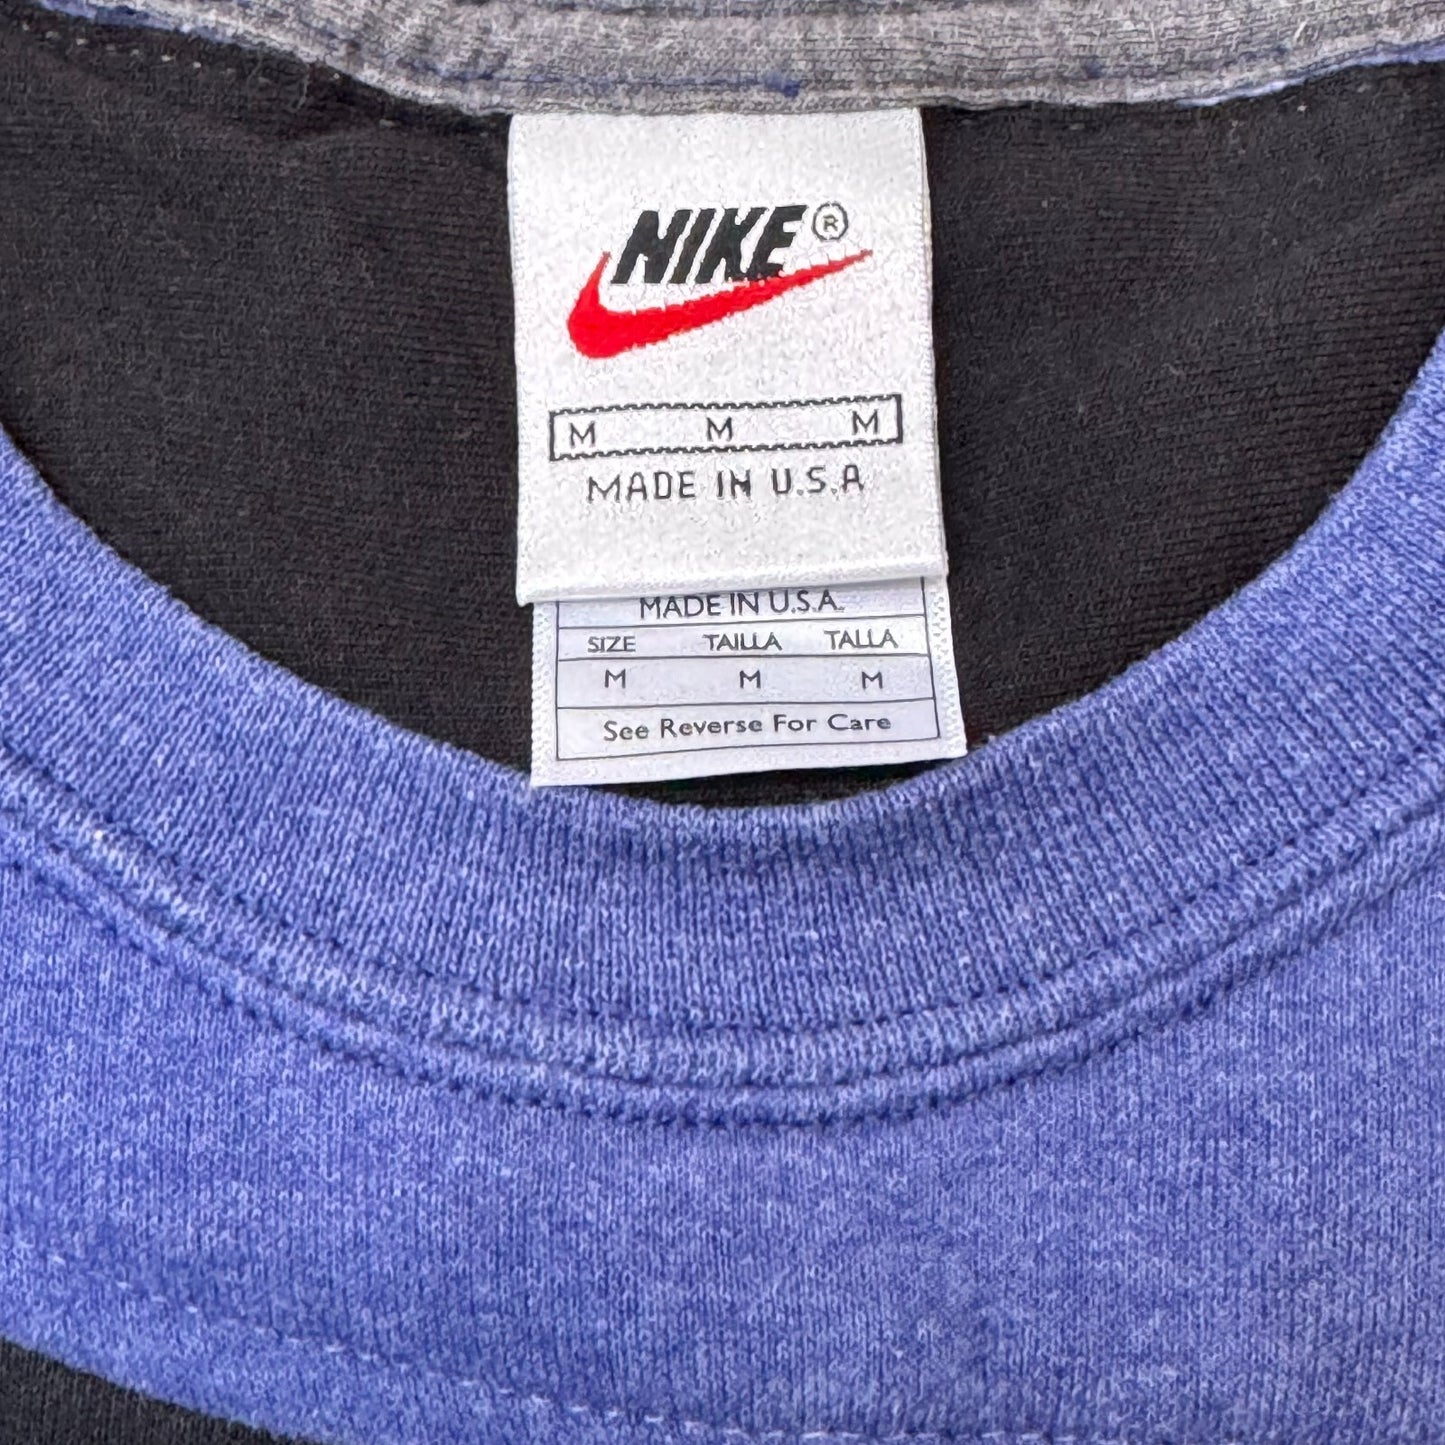 NIKE®
M M M
MADE IN U.S.A
MADE IN U.S.A.
SIZE TAILLA TALLA
M M M
See Reverse For Care